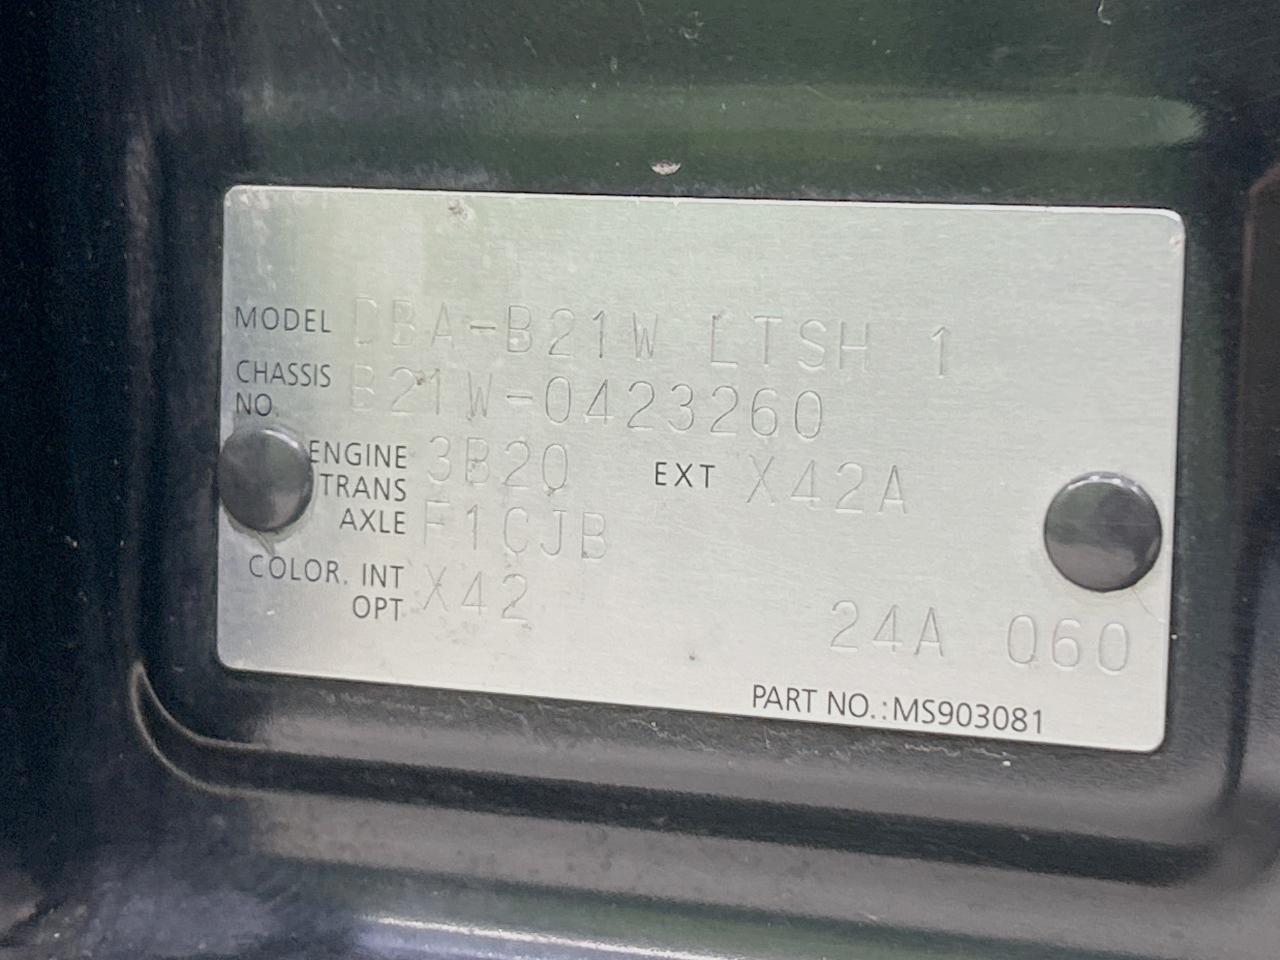 MODEL DBA-B21W LTSH 1
CHASSIS NO. B21W-0423260
ENGINE 3B20 EXT X42A
TRANS AXLE F1CJB
COLOR. INT OPT X42
24A 060
PART NO.:MS903081